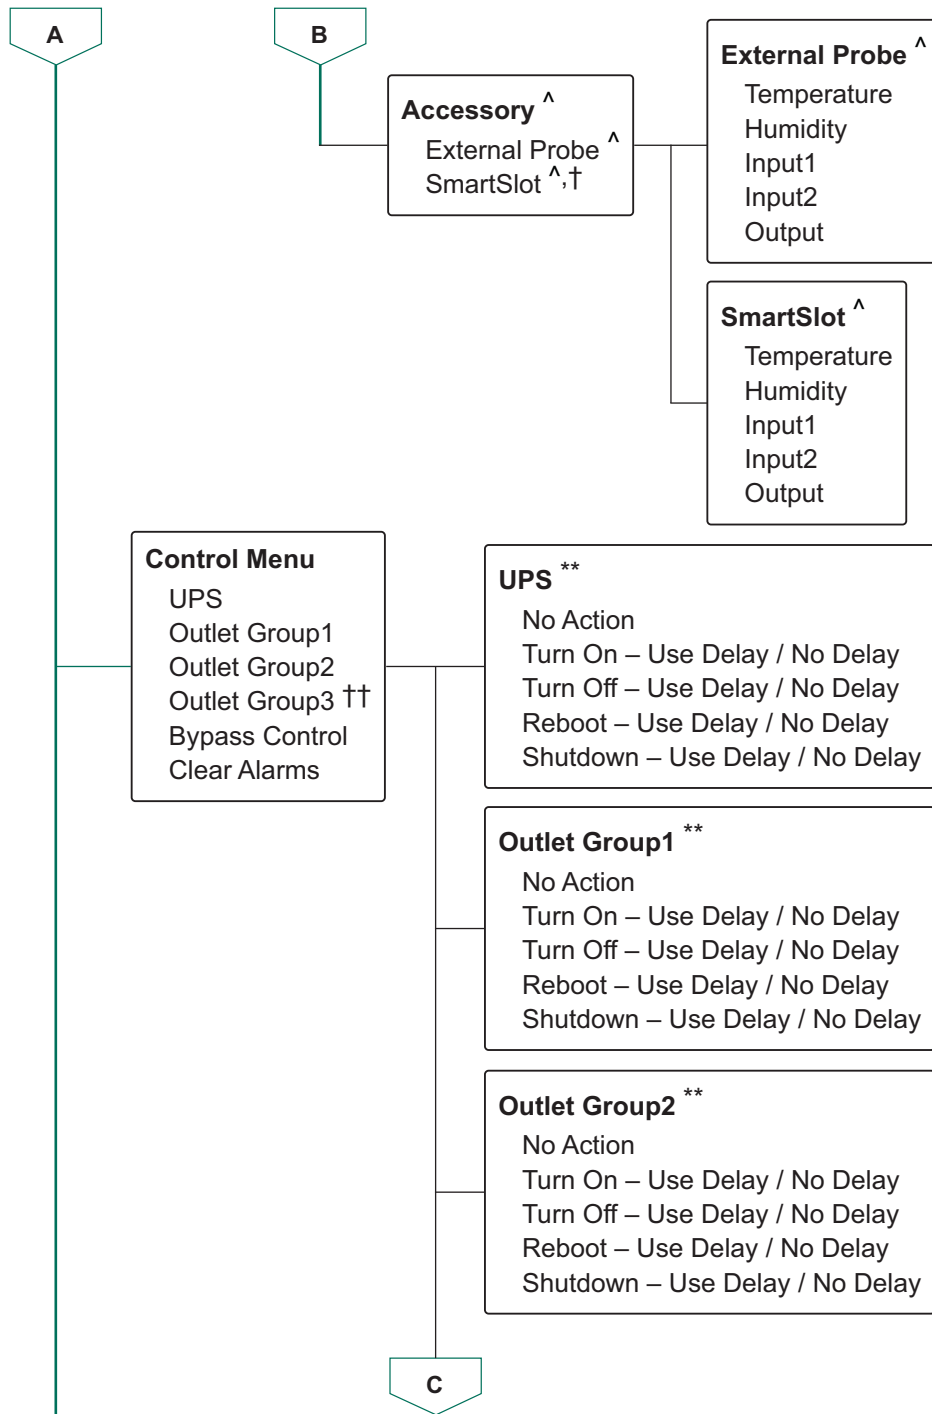 A
B
Accessory ^
External Probe ^
SmartSlot ^,†
External Probe ^
Temperature
Humidity
Input1
Input2
Output
SmartSlot ^
Temperature
Humidity
Input1
Input2
Output
Control Menu
UPS
Outlet Group1
Outlet Group2
Outlet Group3 ††
Bypass Control
Clear Alarms
UPS **
No Action
Turn On – Use Delay / No Delay
Turn Off – Use Delay / No Delay
Reboot – Use Delay / No Delay
Shutdown – Use Delay / No Delay
Outlet Group1 **
No Action
Turn On – Use Delay / No Delay
Turn Off – Use Delay / No Delay
Reboot – Use Delay / No Delay
Shutdown – Use Delay / No Delay
Outlet Group2 **
No Action
Turn On – Use Delay / No Delay
Turn Off – Use Delay / No Delay
Reboot – Use Delay / No Delay
Shutdown – Use Delay / No Delay
C